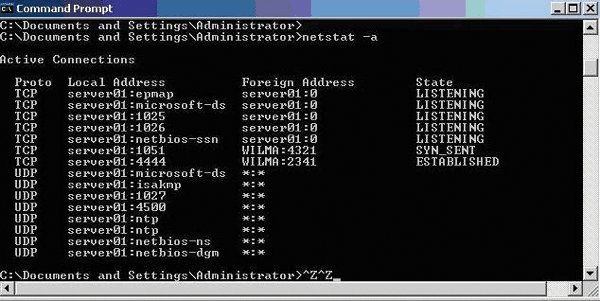 Command Prompt
C:\Documents and Settings\Administrator>
C:\Documents and Settings\Administrator>netstat -a
Active Connections
Proto Local Address Foreign Address State
TCP server01:epmap server01:0 LISTENING
TCP server01:microsoft-ds server01:0 LISTENING
TCP server01:1025 server01:0 LISTENING
TCP server01:1026 server01:0 LISTENING
TCP server01:netbios-ssn server01:0 LISTENING
TCP server01:1051 WILMA:4321 SYN_SENT
TCP server01:4444 WILMA:2341 ESTABLISHED
UDP server01:microsoft-ds *:*
UDP server01:isakmp *:*
UDP server01:1027 *:*
UDP server01:4500 *:*
UDP server01:ntp *:*
UDP server01:ntp *:*
UDP server01:netbios-ns *:*
UDP server01:netbios-dgm *:*
C:\Documents and Settings\Administrator>^Z^Z_